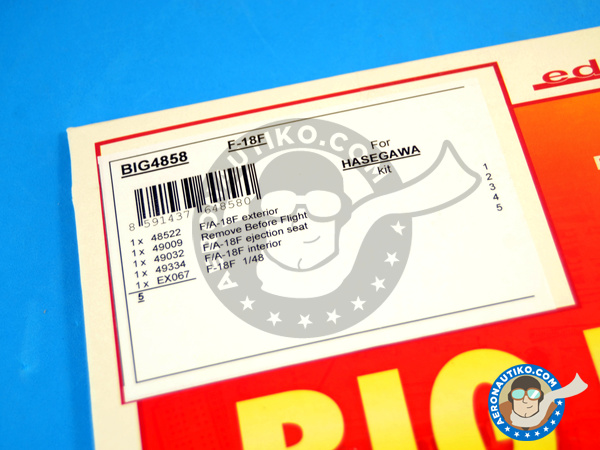 ed
BIG4858
F-18F
For
HASEGAWA
kit
8 591437 648580
1 x 48522 F/A-18F exterior 1
1 x 49009 Remove Before Flight 2
1 x 49032 F/A-18F ejection seat 3
1 x 49334 F/A-18F interior 4
1 x EX067 F-18F 1/48 5
5
BIG
AERONAUTIKO.COM
AERONAUTIKO.COM